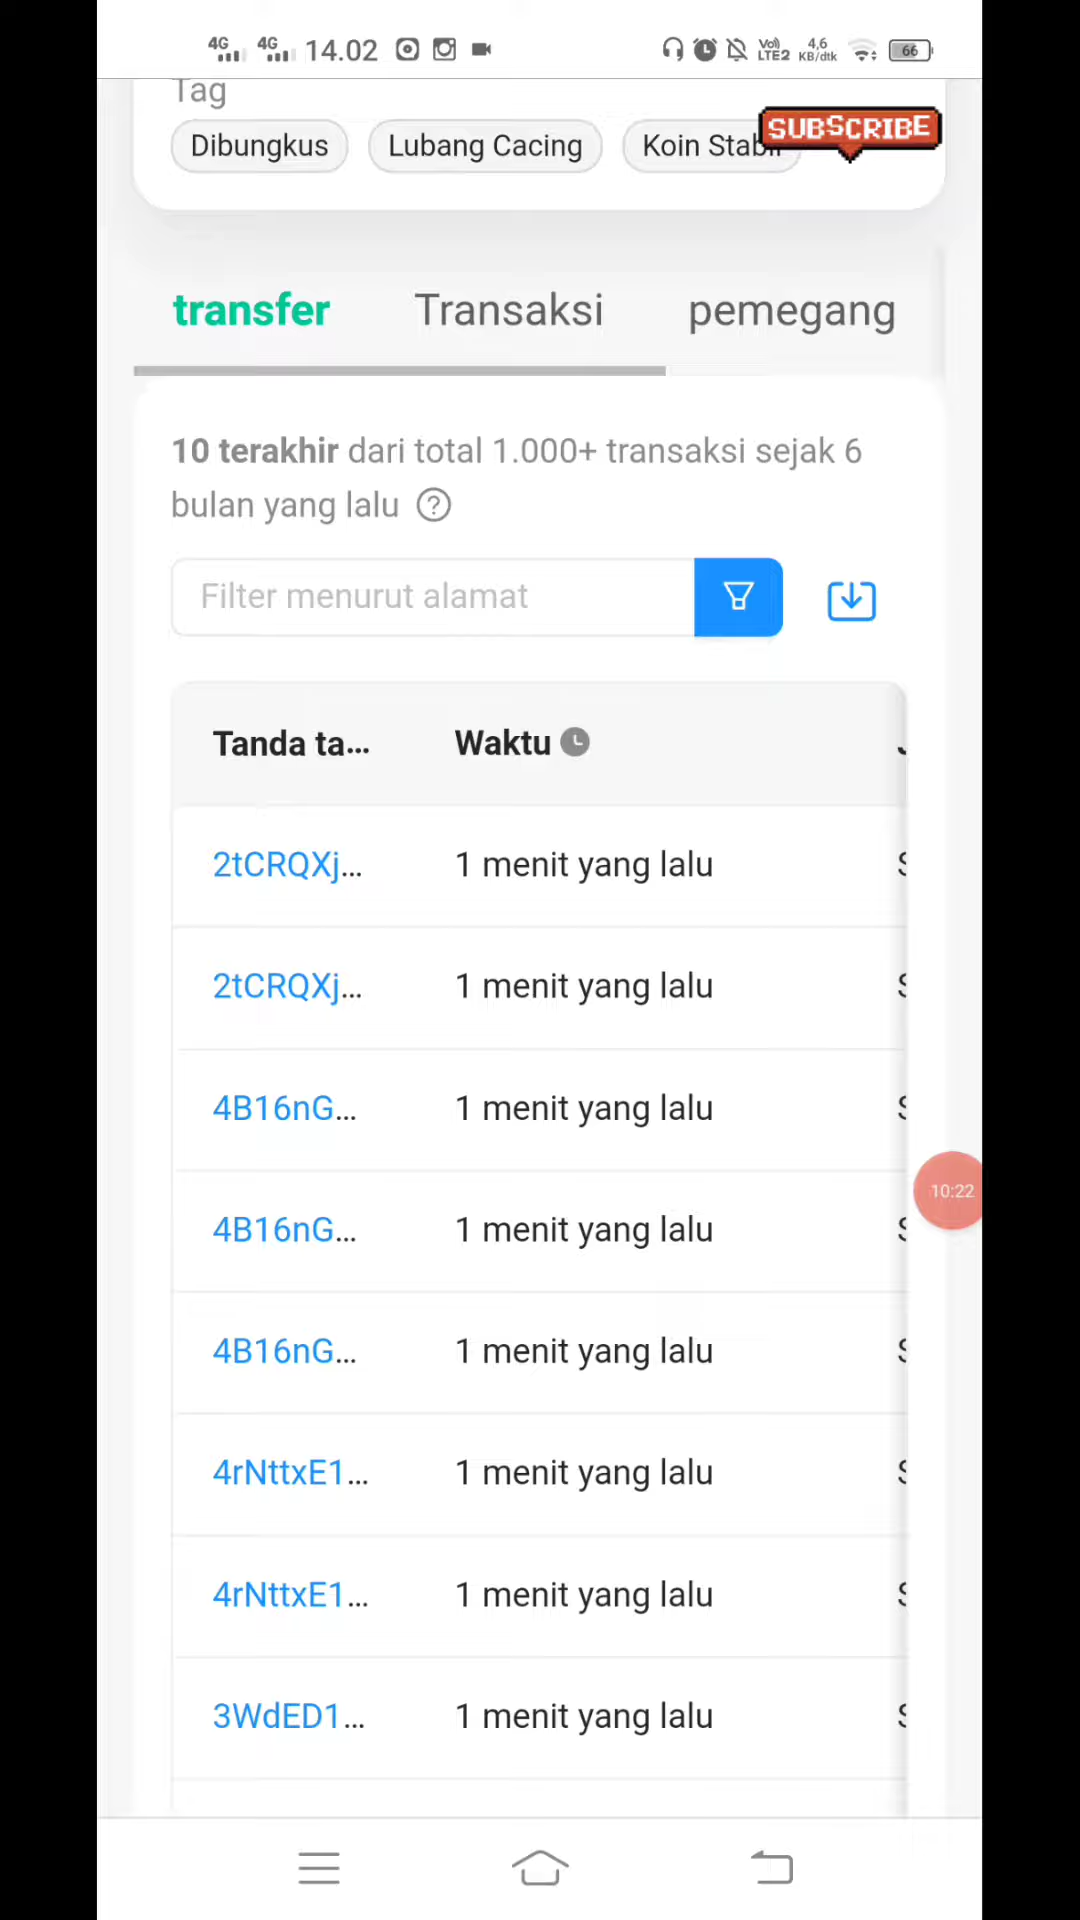 4G 4G 14.02 Vo) LTE2 4,6 KB/dtk 66
Tag
Dibungkus Lubang Cacing Koin Stabil
SUBSCRIBE
transfer Transaksi pemegang
10 terakhir dari total 1.000+ transaksi sejak 6
bulan yang lalu ?
Filter menurut alamat
Tanda ta... Waktu
2tCRQXj... 1 menit yang lalu
2tCRQXj... 1 menit yang lalu
4B16nG... 1 menit yang lalu
4B16nG... 1 menit yang lalu
10:22
4B16nG... 1 menit yang lalu
4rNttxE1... 1 menit yang lalu
4rNttxE1... 1 menit yang lalu
3WdED1... 1 menit yang lalu